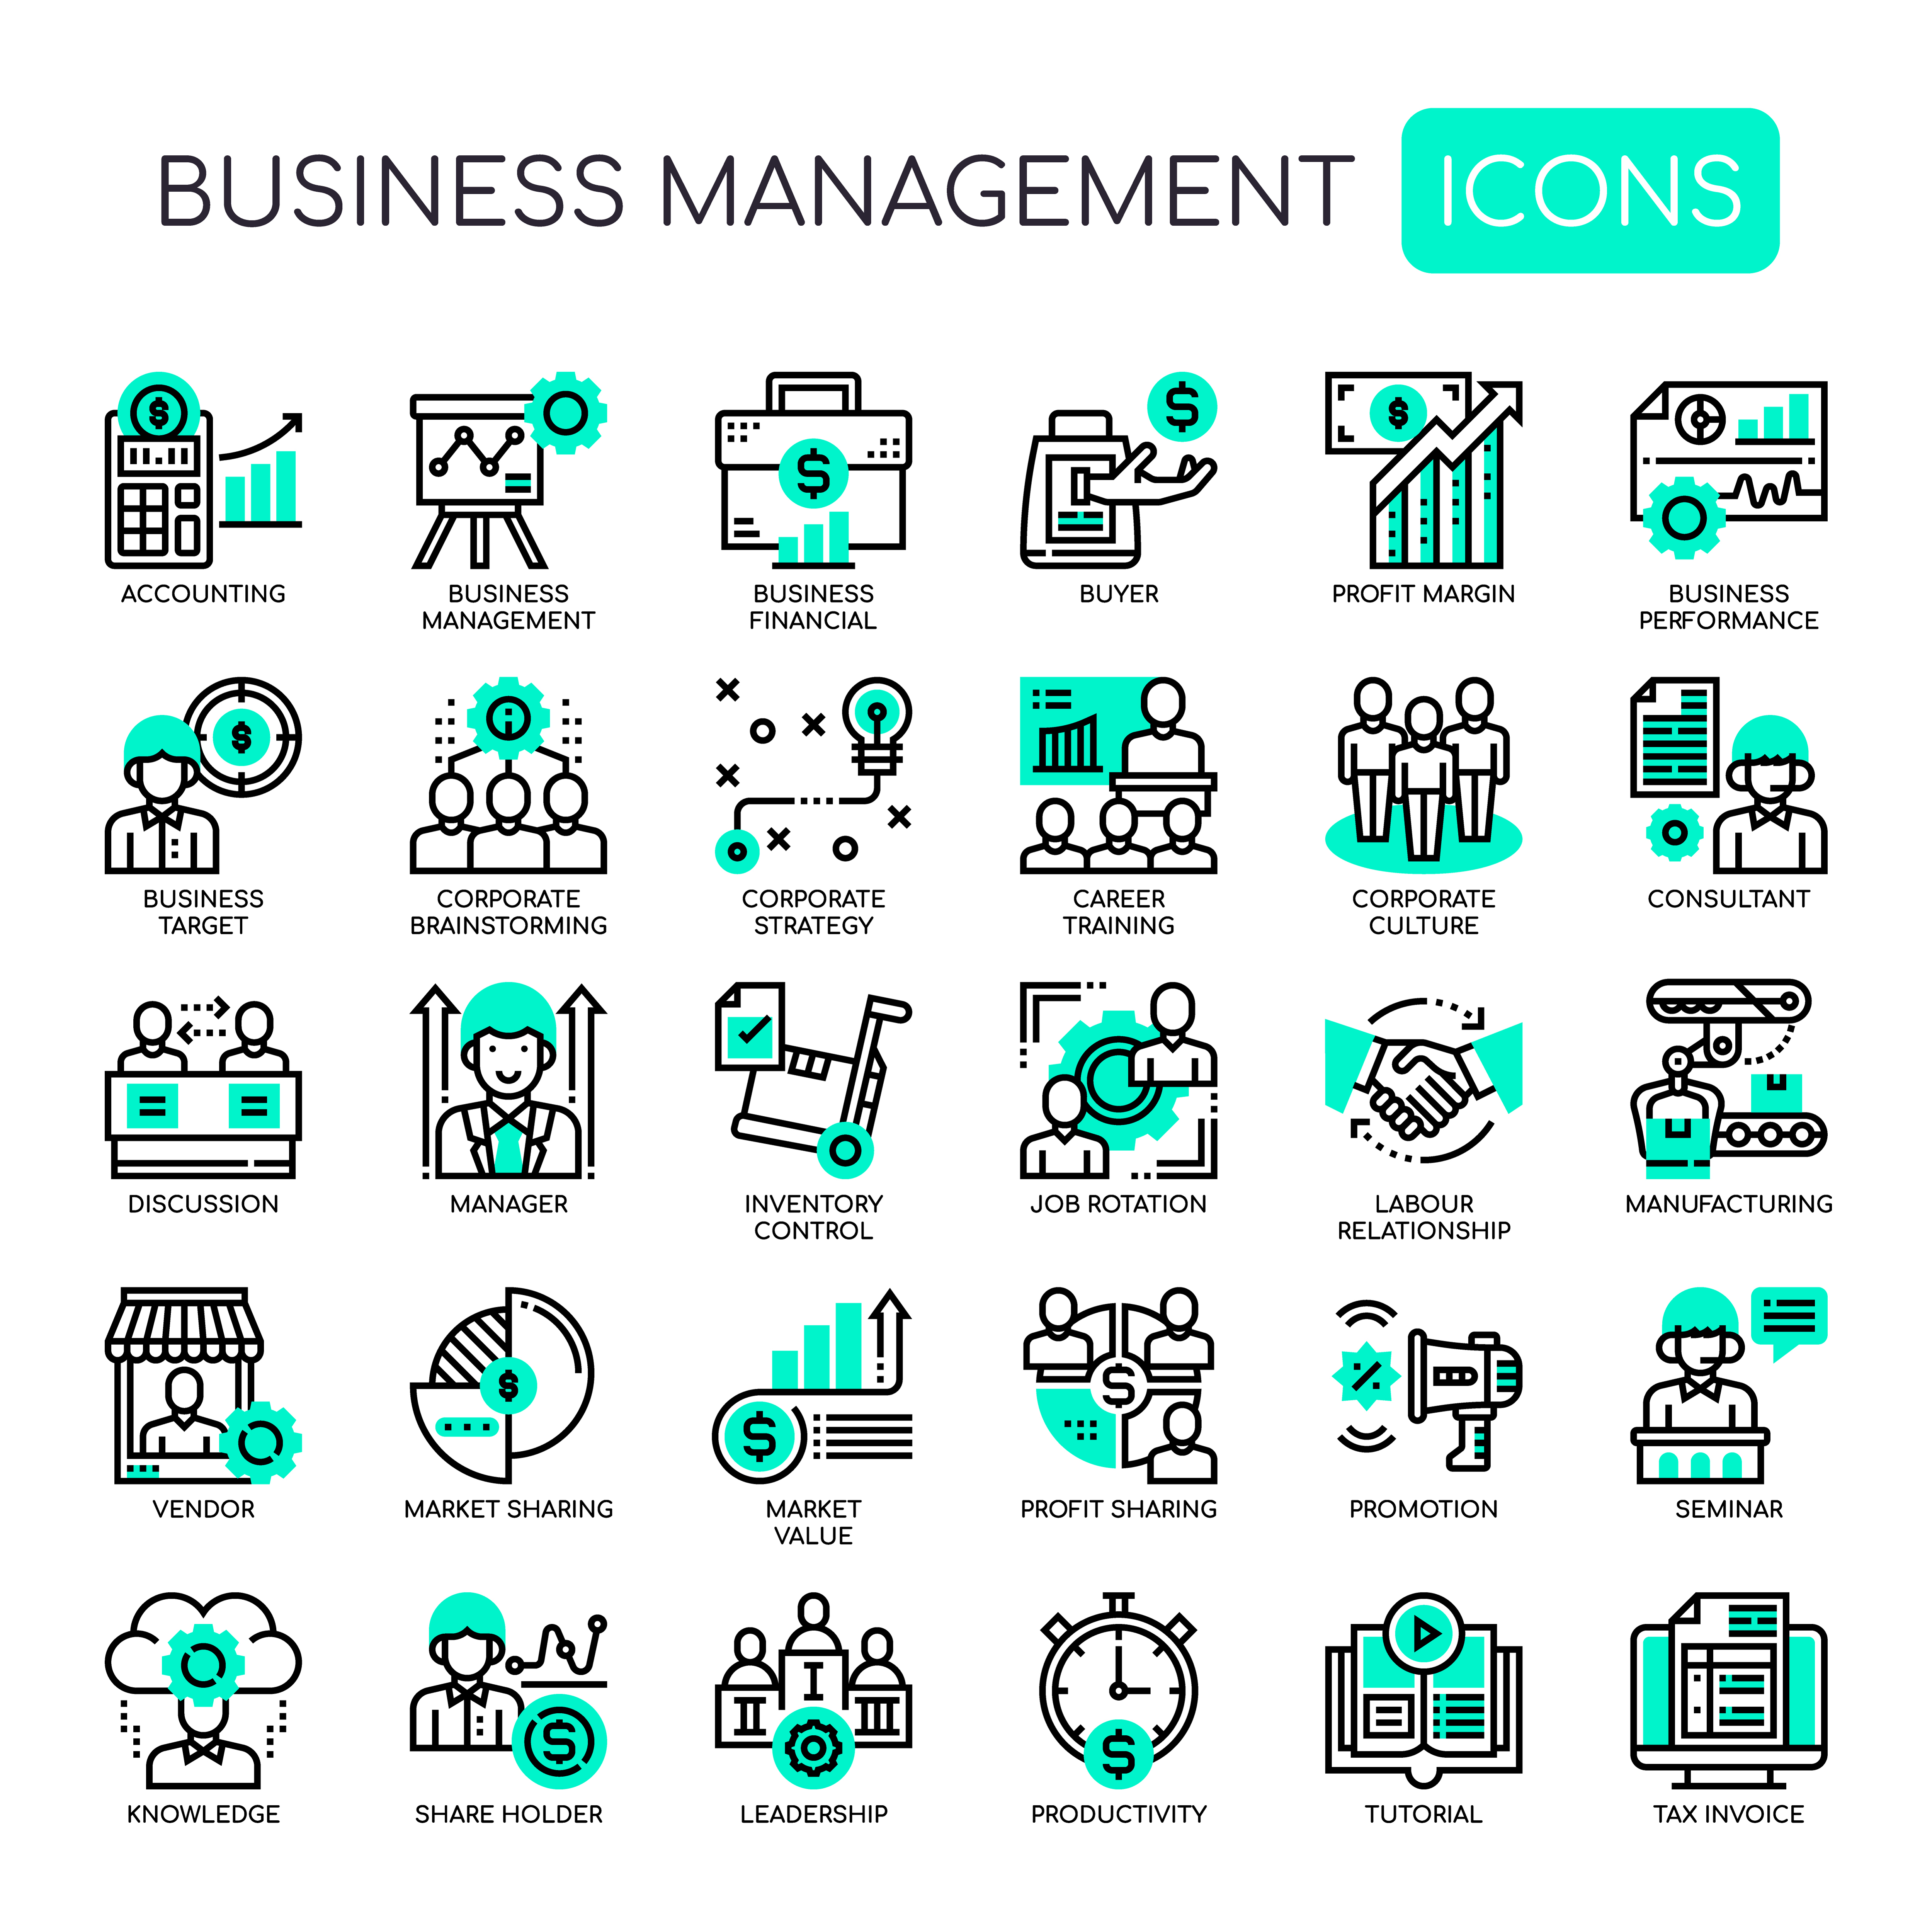 BUSINESS MANAGEMENT ICONS
ACCOUNTING
BUSINESS
MANAGEMENT
BUSINESS
FINANCIAL
BUYER
PROFIT MARGIN
BUSINESS
PERFORMANCE
BUSINESS
TARGET
CORPORATE
BRAINSTORMING
CORPORATE
STRATEGY
CAREER
TRAINING
CORPORATE
CULTURE
CONSULTANT
DISCUSSION
MANAGER
INVENTORY
CONTROL
JOB ROTATION
LABOUR
RELATIONSHIP
MANUFACTURING
VENDOR
MARKET SHARING
MARKET
VALUE
PROFIT SHARING
PROMOTION
SEMINAR
KNOWLEDGE
SHARE HOLDER
LEADERSHIP
PRODUCTIVITY
TUTORIAL
TAX INVOICE